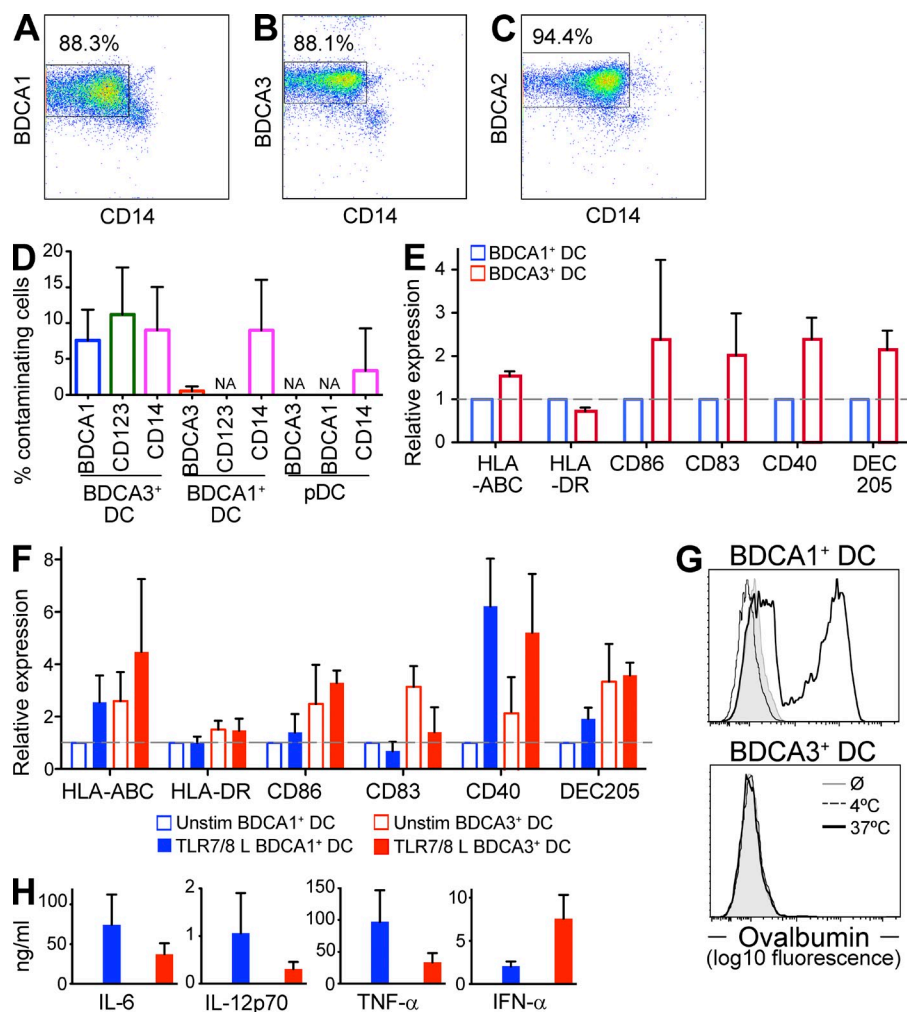 A
88.3%
BDCA1
CD14
B
88.1%
BDCA3
CD14
C
94.4%
BDCA2
CD14
D
% contaminating cells
20
15
10
5
0
NA
NA
NA
BDCA1
CD123
CD14
BDCA3
CD123
CD14
BDCA3
BDCA1
CD14
BDCA3⁺
DC
BDCA1⁺
DC
pDC
E
BDCA1⁺ DC
BDCA3⁺ DC
Relative expression
4
3
2
1
0
HLA
-ABC
HLA
-DR
CD86
CD83
CD40
DEC
205
F
Relative expression
8
6
4
2
0
HLA-ABC
HLA-DR
CD86
CD83
CD40
DEC205
Unstim BDCA1⁺ DC
Unstim BDCA3⁺ DC
TLR7/8 L BDCA1⁺ DC
TLR7/8 L BDCA3⁺ DC
G
BDCA1⁺ DC
BDCA3⁺ DC
Ø
4ºC
37ºC
Ovalbumin
(log10 fluorescence)
H
ng/ml
100
50
0
IL-6
2
1
0
IL-12p70
150
100
50
0
TNF-α
10
5
0
IFN-α